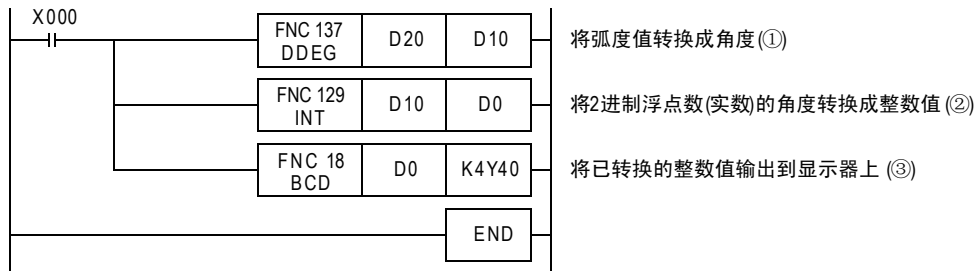 X000
FNC 137
DDEG
D20
D10
将弧度值转换成角度(①)
FNC 129
INT
D10
D0
将2进制浮点数(实数)的角度转换成整数值(②)
FNC 18
BCD
D0
K4Y40
将已转换的整数值输出到显示器上 (③)
END